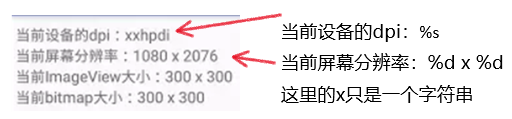 当前设备的dpi：xxhpdi
当前屏幕分辨率：1080 x 2076
当前ImageView大小：300 x 300
当前bitmap大小：300 x 300
当前设备的dpi：%s
当前屏幕分辨率：%d x %d
这里的x只是一个字符串